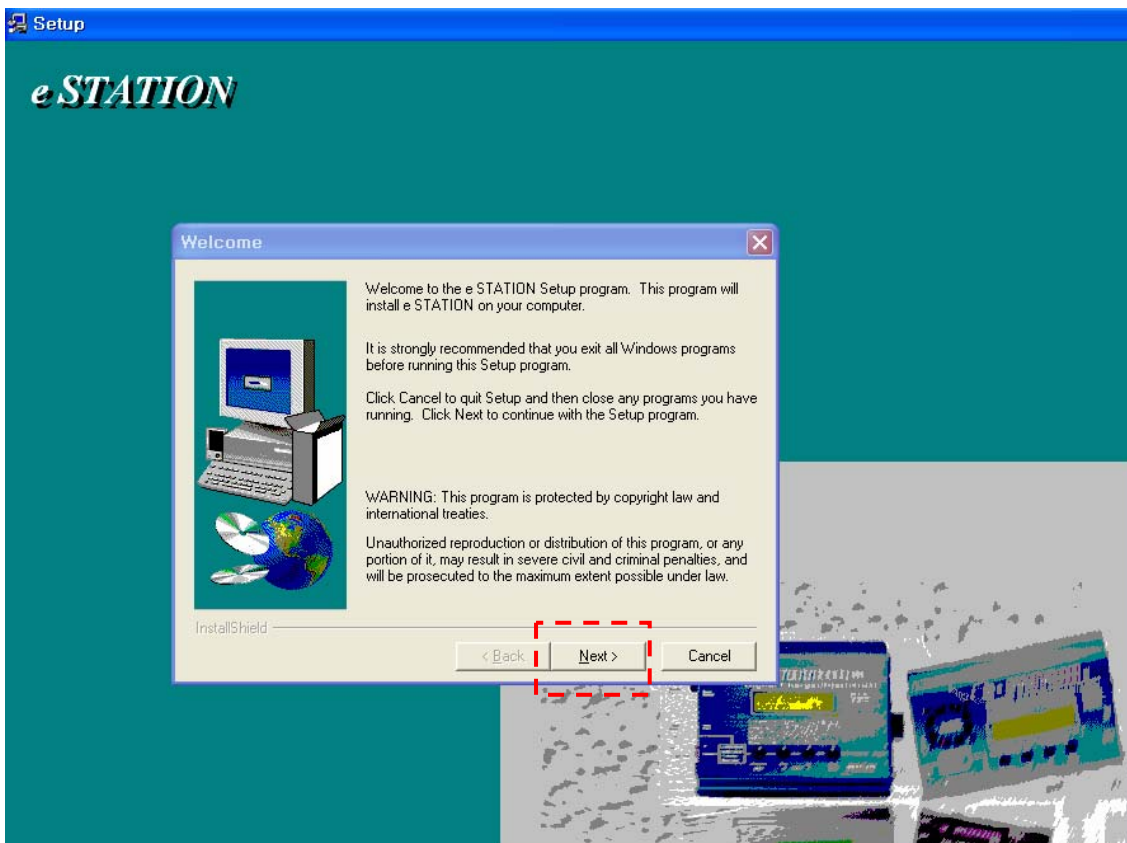 Setup
e STATION
Welcome
Welcome to the e STATION Setup program. This program will
install e STATION on your computer.
It is strongly recommended that you exit all Windows programs
before running this Setup program.
Click Cancel to quit Setup and then close any programs you have
running. Click Next to continue with the Setup program.
WARNING: This program is protected by copyright law and
international treaties.
Unauthorized reproduction or distribution of this program, or any
portion of it, may result in severe civil and criminal penalties, and
will be prosecuted to the maximum extent possible under law.
InstallShield
< Back Next > Cancel